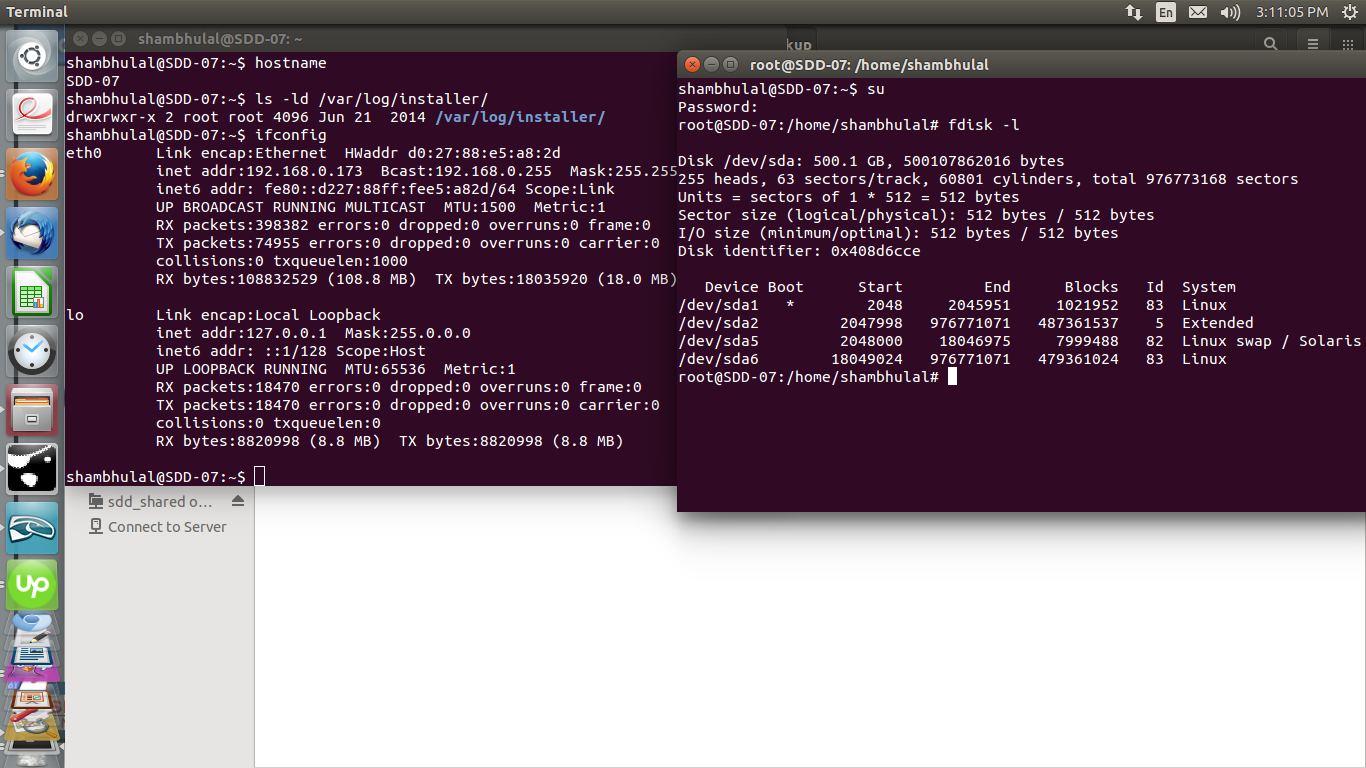 Terminal
En
3:11:05 PM
shambhulal@SDD-07: ~
kup
shambhulal@SDD-07:~$ hostname
SDD-07
shambhulal@SDD-07:~$ ls -ld /var/log/installer/
drwxrwxr-x 2 root root 4096 Jun 21  2014 /var/log/installer/
shambhulal@SDD-07:~$ ifconfig
eth0      Link encap:Ethernet  HWaddr d0:27:88:e5:a8:2d
          inet addr:192.168.0.173  Bcast:192.168.0.255  Mask:255.255
          inet6 addr: fe80::d227:88ff:fee5:a82d/64 Scope:Link
          UP BROADCAST RUNNING MULTICAST  MTU:1500  Metric:1
          RX packets:398382 errors:0 dropped:0 overruns:0 frame:0
          TX packets:74955 errors:0 dropped:0 overruns:0 carrier:0
          collisions:0 txqueuelen:1000
          RX bytes:108832529 (108.8 MB)  TX bytes:18035920 (18.0 MB)

lo        Link encap:Local Loopback
          inet addr:127.0.0.1  Mask:255.0.0.0
          inet6 addr: ::1/128 Scope:Host
          UP LOOPBACK RUNNING  MTU:65536  Metric:1
          RX packets:18470 errors:0 dropped:0 overruns:0 frame:0
          TX packets:18470 errors:0 dropped:0 overruns:0 carrier:0
          collisions:0 txqueuelen:0
          RX bytes:8820998 (8.8 MB)  TX bytes:8820998 (8.8 MB)

shambhulal@SDD-07:~$
sdd_shared o...
Connect to Server
root@SDD-07: /home/shambhulal
shambhulal@SDD-07:~$ su
Password:
root@SDD-07:/home/shambhulal# fdisk -l

Disk /dev/sda: 500.1 GB, 500107862016 bytes
255 heads, 63 sectors/track, 60801 cylinders, total 976773168 sectors
Units = sectors of 1 * 512 = 512 bytes
Sector size (logical/physical): 512 bytes / 512 bytes
I/O size (minimum/optimal): 512 bytes / 512 bytes
Disk identifier: 0x408d6cce

   Device Boot      Start         End      Blocks   Id  System
/dev/sda1   *        2048     2045951     1021952   83  Linux
/dev/sda2         2047998   976771071   487361537    5  Extended
/dev/sda5         2048000    18046975     7999488   82  Linux swap / Solaris
/dev/sda6        18049024   976771071   479361024   83  Linux
root@SDD-07:/home/shambhulal#
Up